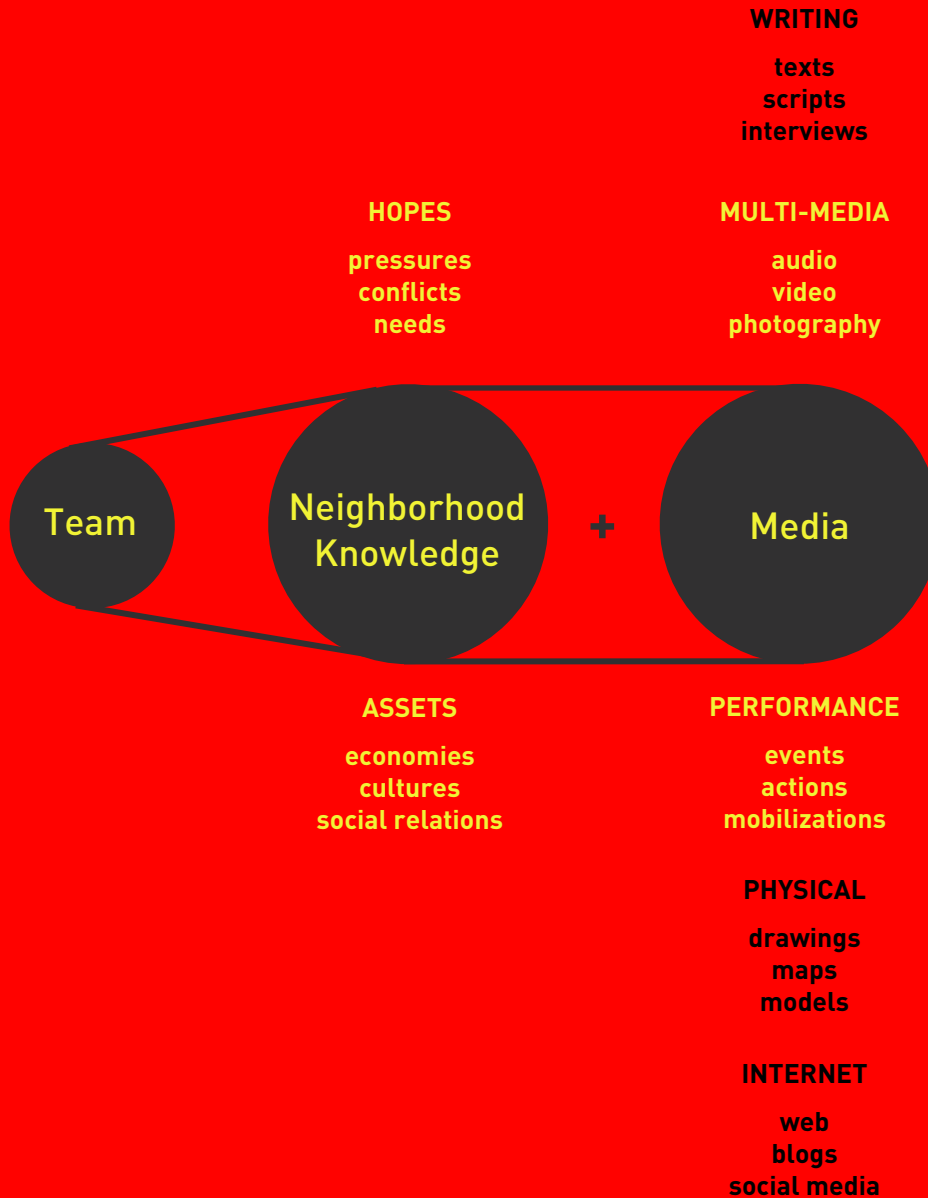 WRITING
texts
scripts
interviews
HOPES
pressures
conflicts
needs
MULTI-MEDIA
audio
video
photography
Team
Neighborhood
Knowledge
+
Media
ASSETS
economies
cultures
social relations
PERFORMANCE
events
actions
mobilizations
PHYSICAL
drawings
maps
models
INTERNET
web
blogs
social media